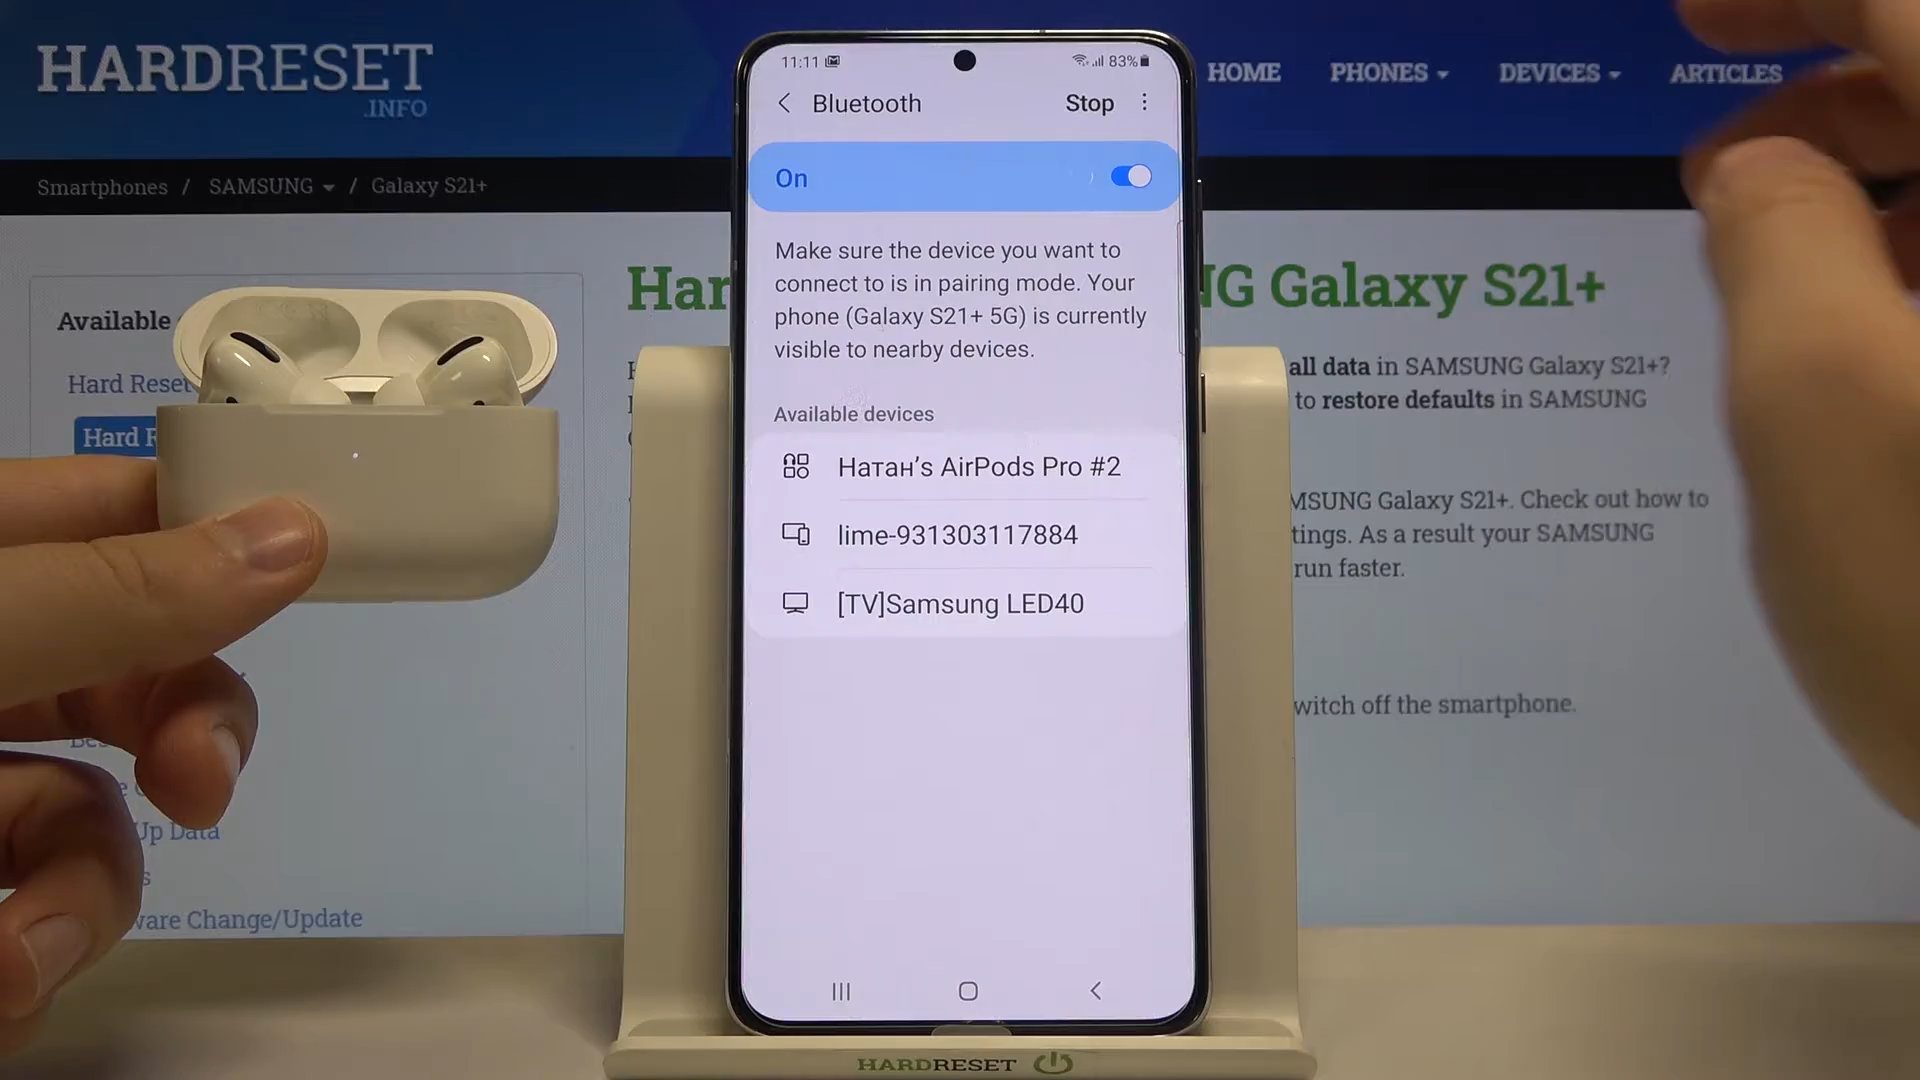 HARDRESET
.INFO
HOME PHONES DEVICES ARTICLES
Smartphones / SAMSUNG / Galaxy S21+
11:11 83%
Bluetooth Stop
On
Make sure the device you want to
connect to is in pairing mode. Your
phone (Galaxy S21+ 5G) is currently
visible to nearby devices.
Available devices
Натан’s AirPods Pro #2
lime-931303117884
[TV]Samsung LED40
Available
Hard Reset
Hard R
Up Data
ware Change/Update
Har NG Galaxy S21+
all data in SAMSUNG Galaxy S21+?
to restore defaults in SAMSUNG
MSUNG Galaxy S21+. Check out how to
tings. As a result your SAMSUNG
run faster.
witch off the smartphone.
HARDRESET